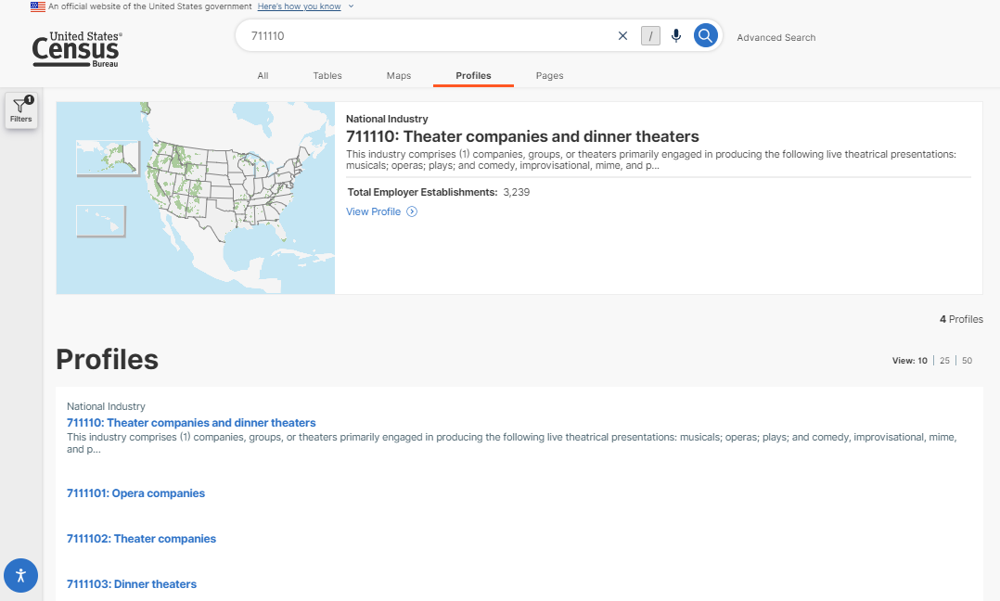 An official website of the United States government Here's how you know
United States®
Census
Bureau
711110
/
Advanced Search
All Tables Maps Profiles Pages
1
Filters
National Industry
711110: Theater companies and dinner theaters
This industry comprises (1) companies, groups, or theaters primarily engaged in producing the following live theatrical presentations:
musicals; operas; plays; and comedy, improvisational, mime, and p...
Total Employer Establishments: 3,239
View Profile
4 Profiles
Profiles
View: 10 | 25 | 50
National Industry
711110: Theater companies and dinner theaters
This industry comprises (1) companies, groups, or theaters primarily engaged in producing the following live theatrical presentations: musicals; operas; plays; and comedy, improvisational, mime,
and p...
7111101: Opera companies
7111102: Theater companies
7111103: Dinner theaters